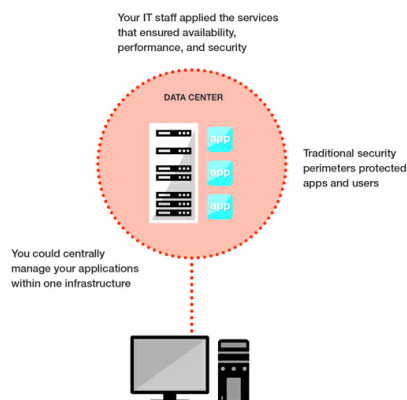 Your IT staff applied the services
that ensured availability,
performance, and security
DATA CENTER
app
app
app
Traditional security
perimeters protected
apps and users
You could centrally
manage your applications
within one infrastructure